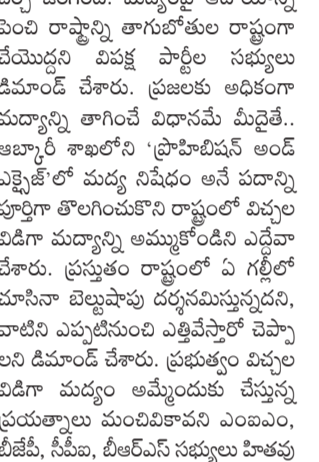 పెంచి రాష్ట్రాన్ని తాగుబోతుల రాష్ట్రంగా
చేయొద్దని విపక్ష పార్టీల సభ్యులు
డిమాండ్ చేశారు. ప్రజలకు అధికంగా
మద్యాన్ని తాగించే విధానమే మీదైతే..
ఆబ్కారీ శాఖలోని ‘ప్రొహిబిషన్ అండ్
ఎక్సైజ్’లో మద్య నిషేధం అనే పదాన్ని
పూర్తిగా తొలగించుకొని రాష్ట్రంలో విచ్చల
విడిగా మద్యాన్ని అమ్ముకోండిని ఎద్దేవా
చేశారు. ప్రస్తుతం రాష్ట్రంలో ఏ గల్లీలో
చూసినా బెల్టుషాపు దర్శనమిస్తున్నదని,
వాటిని ఎప్పటినుంచి ఎత్తివేస్తారో చెప్పా
లని డిమాండ్ చేశారు. ప్రభుత్వం విచ్చల
విడిగా మద్యం అమ్మేందుకు చేస్తున్న
ప్రయత్నాలు మంచివికావని ఎంఐఎం,
బీజేపీ, సీపీఐ, బీఆర్ఎస్ సభ్యులు హితవు